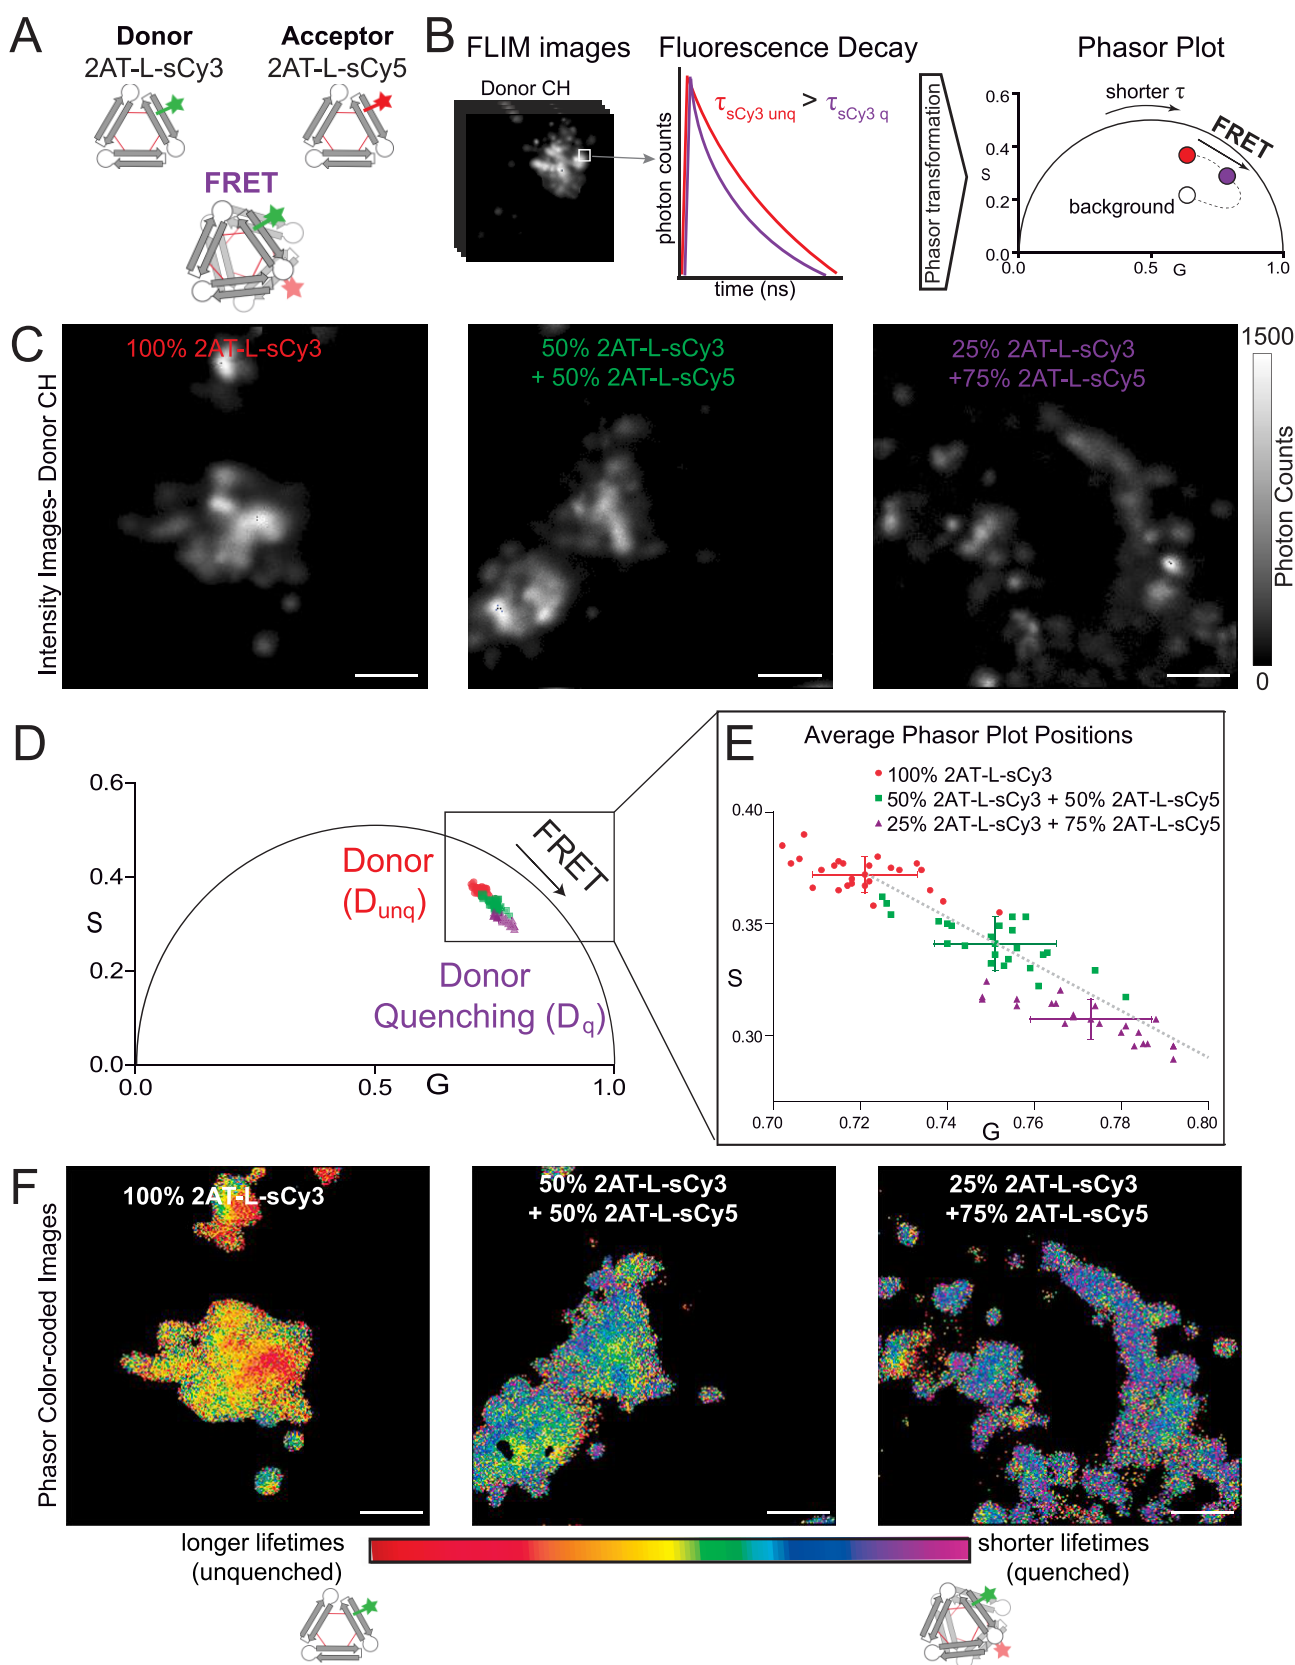 A
Donor
2AT-L-sCy3
Acceptor
2AT-L-sCy5
FRET
B
FLIM images
Donor CH
Fluorescence Decay
τsCy3 unq > τsCy3 q
photon counts
time (ns)
Phasor transformation
Phasor Plot
shorter τ
FRET
background
0.6
0.4
S
0.2
0.0
0.0
0.5
G
1.0
C
Intensity Images- Donor CH
100% 2AT-L-sCy3
50% 2AT-L-sCy3
+ 50% 2AT-L-sCy5
25% 2AT-L-sCy3
+75% 2AT-L-sCy5
1500
Photon Counts
0
D
0.6
0.4
S
0.2
0.0
0.0
0.5
G
1.0
Donor
(Dunq)
FRET
Donor
Quenching (Dq)
E
Average Phasor Plot Positions
100% 2AT-L-sCy3
50% 2AT-L-sCy3 + 50% 2AT-L-sCy5
25% 2AT-L-sCy3 + 75% 2AT-L-sCy5
0.40
0.35
S
0.30
0.70
0.72
0.74
G
0.76
0.78
0.80
F
Phasor Color-coded Images
100% 2AT-L-sCy3
50% 2AT-L-sCy3
+ 50% 2AT-L-sCy5
25% 2AT-L-sCy3
+75% 2AT-L-sCy5
longer lifetimes
(unquenched)
shorter lifetimes
(quenched)